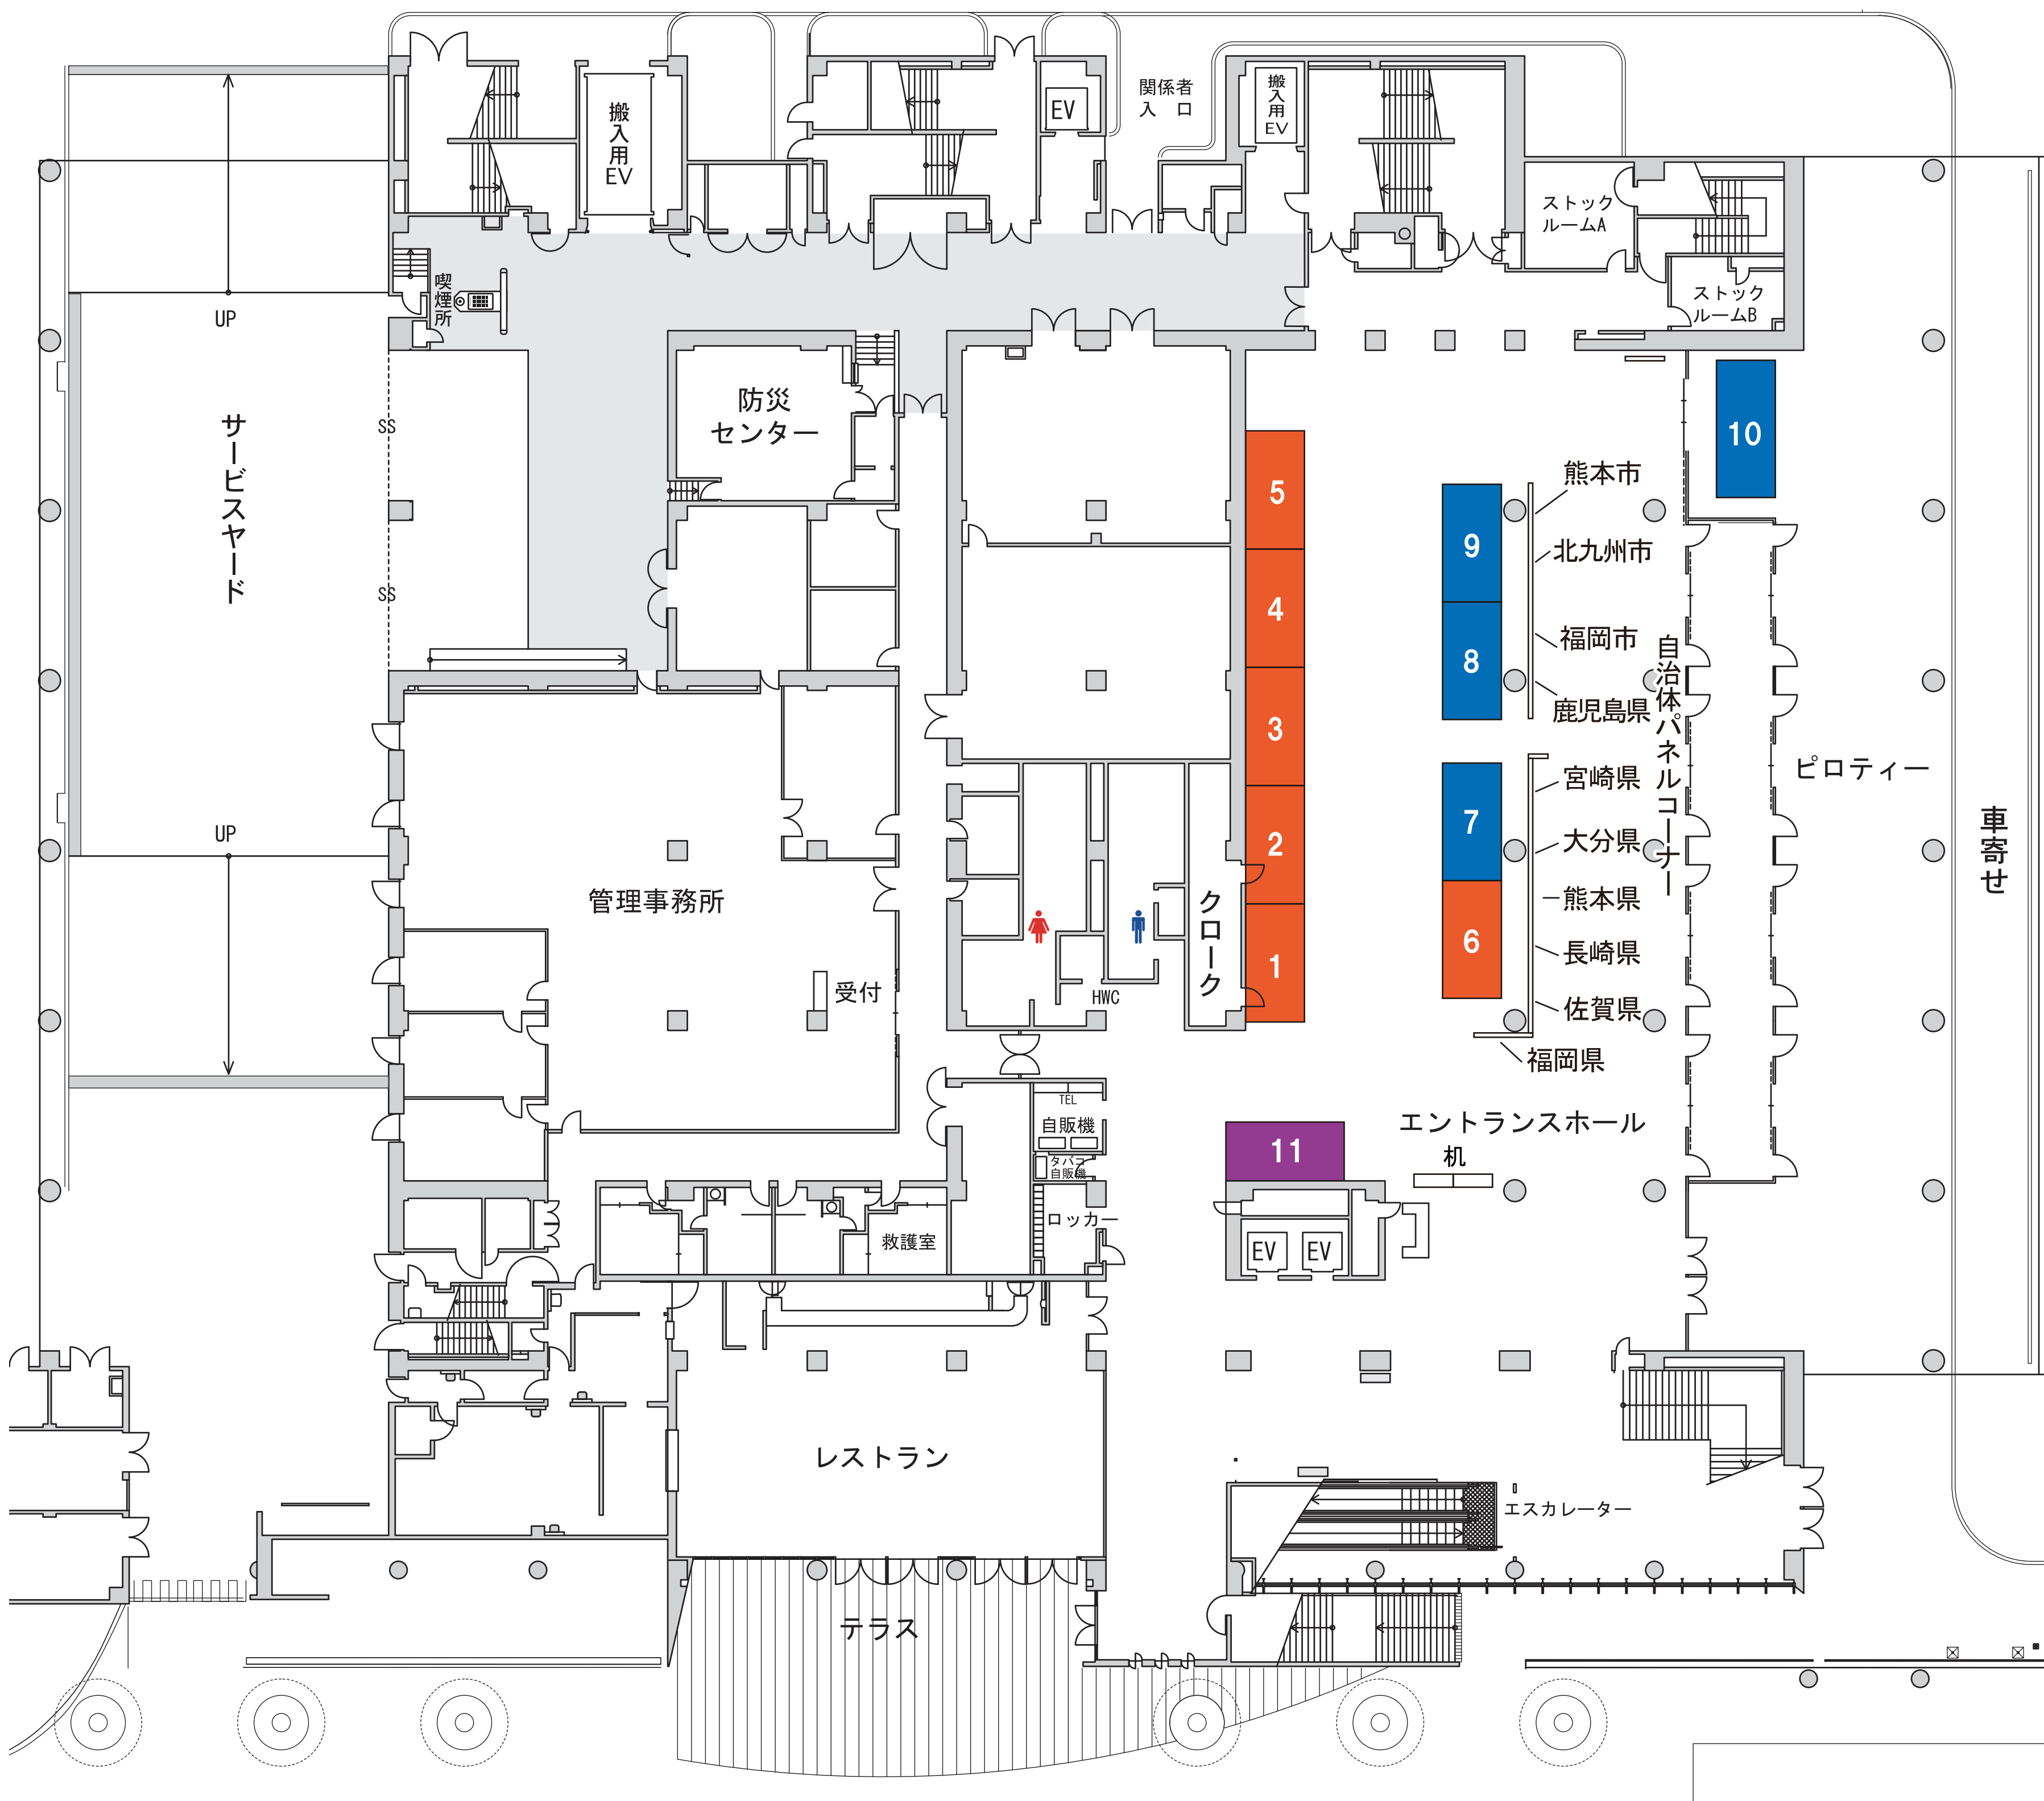 関係者
入 口
搬入用EV
EV
搬入用EV
ストック
ルームA
ストック
ルームB
喫煙所
UP
サービスヤード
SS
SS
UP
防災
センター
10
5
4
3
2
1
9
8
7
6
熊本市
北九州市
福岡市
鹿児島県
宮崎県
大分県
熊本県
長崎県
佐賀県
福岡県
自治体パネルコーナー
ピロティー
車寄せ
管理事務所
受付
クローク
HWC
TEL
自販機
タバコ
自販機
ロッカー
救護室
11
エントランスホール
机
EV
EV
レストラン
エスカレーター
テラス